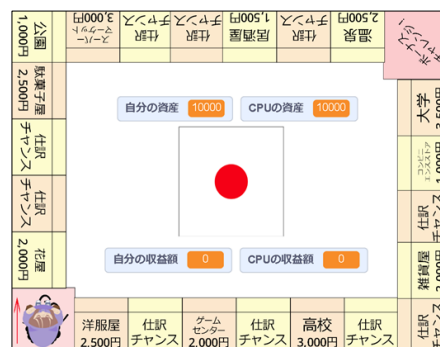 公園
1,000円
スーパー
マーケット
3,000円
仕訳
チャンス
仕訳
チャンス
居酒屋
1,500円
仕訳
チャンス
温泉
2,500円
駄菓子屋
2,500円
仕訳
チャンス
仕訳
チャンス
花屋
2,000円
自分の資産 10000
CPUの資産 10000
自分の収益額 0
CPUの収益額 0
大学
コンビニ
エンスストア
仕訳
チャンス
雑貨屋
仕訳
チャンス
洋服屋
2,500円
仕訳
チャンス
ゲーム
センター
2,000円
仕訳
チャンス
高校
3,000円
仕訳
チャンス